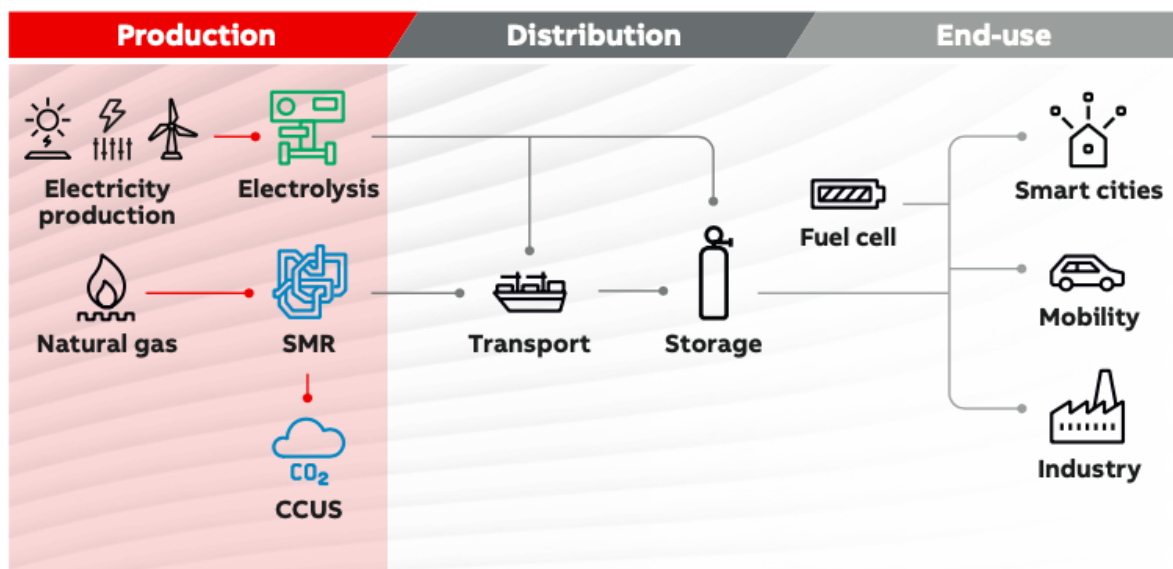 Production
Distribution
End-use
Electricity
production
Electrolysis
Smart cities
Fuel cell
Natural gas
SMR
Transport
Storage
Mobility
CO₂
CCUS
Industry